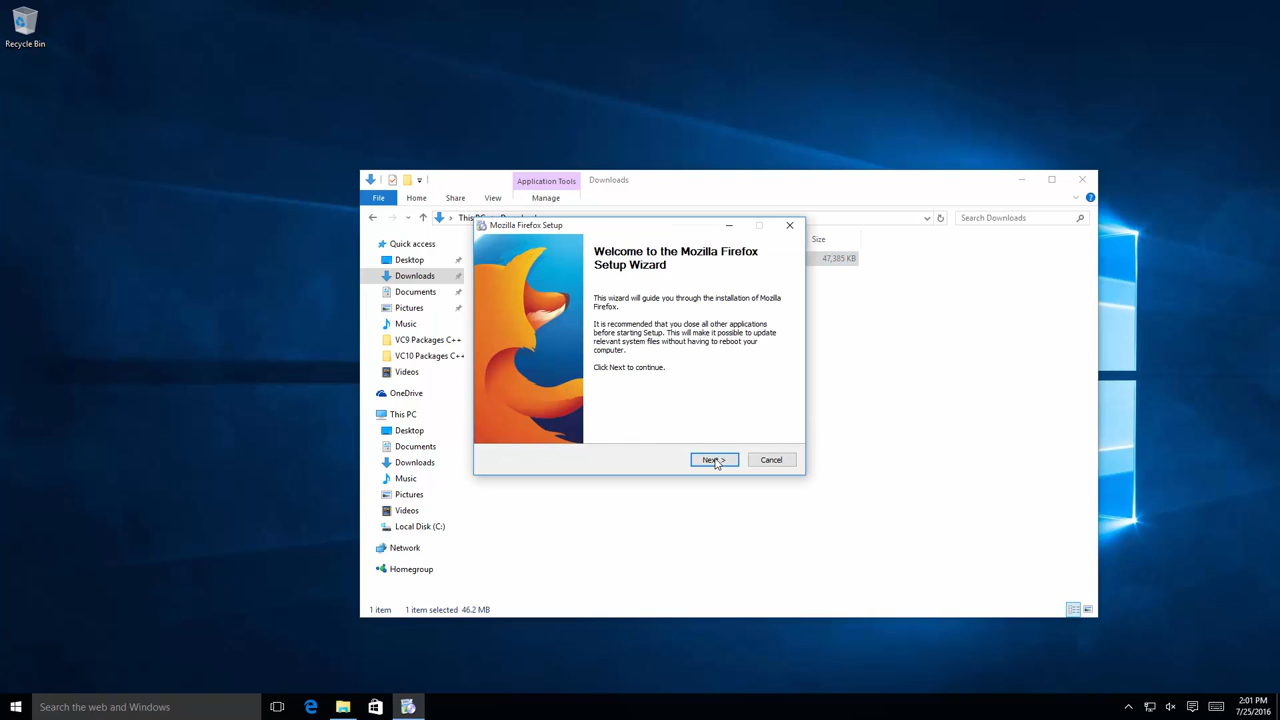 Recycle Bin
Application Tools
Downloads
File
Home
Share
View
Manage
Search Downloads
Mozilla Firefox Setup
Size
47,385 KB
Quick access
Desktop
Downloads
Documents
Pictures
Music
VC9 Packages C++
VC10 Packages C++
Videos
OneDrive
This PC
Desktop
Documents
Downloads
Music
Pictures
Videos
Local Disk (C:)
Network
Homegroup
Welcome to the Mozilla Firefox
Setup Wizard
This wizard will guide you through the installation of Mozilla
Firefox.
It is recommended that you close all other applications
before starting Setup. This will make it possible to update
relevant system files without having to reboot your
computer.
Click Next to continue.
Next >
Cancel
1 item
1 item selected 46.2 MB
Search the web and Windows
2:01 PM
7/25/2016